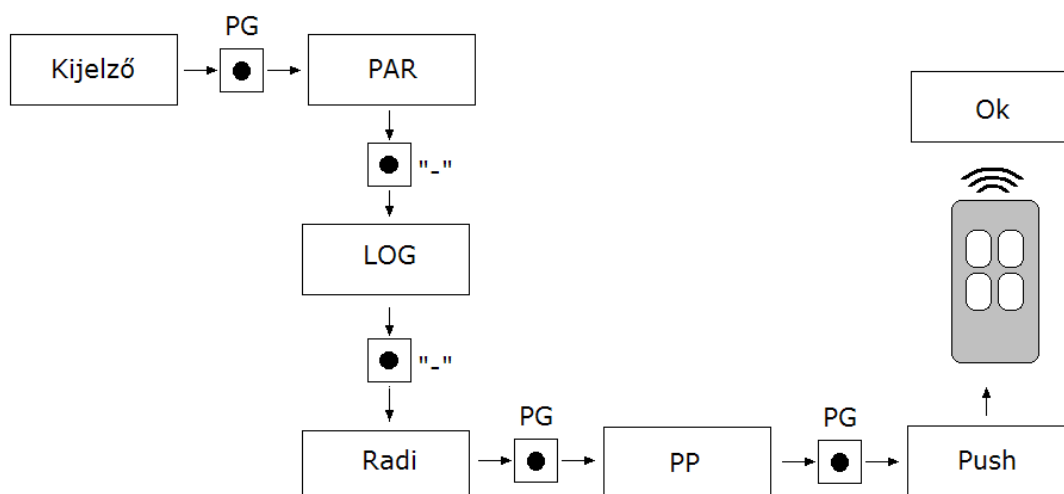 PG
Kijelző
PAR
"-"
LOG
"-"
Radi
PG
PP
PG
Push
Ok